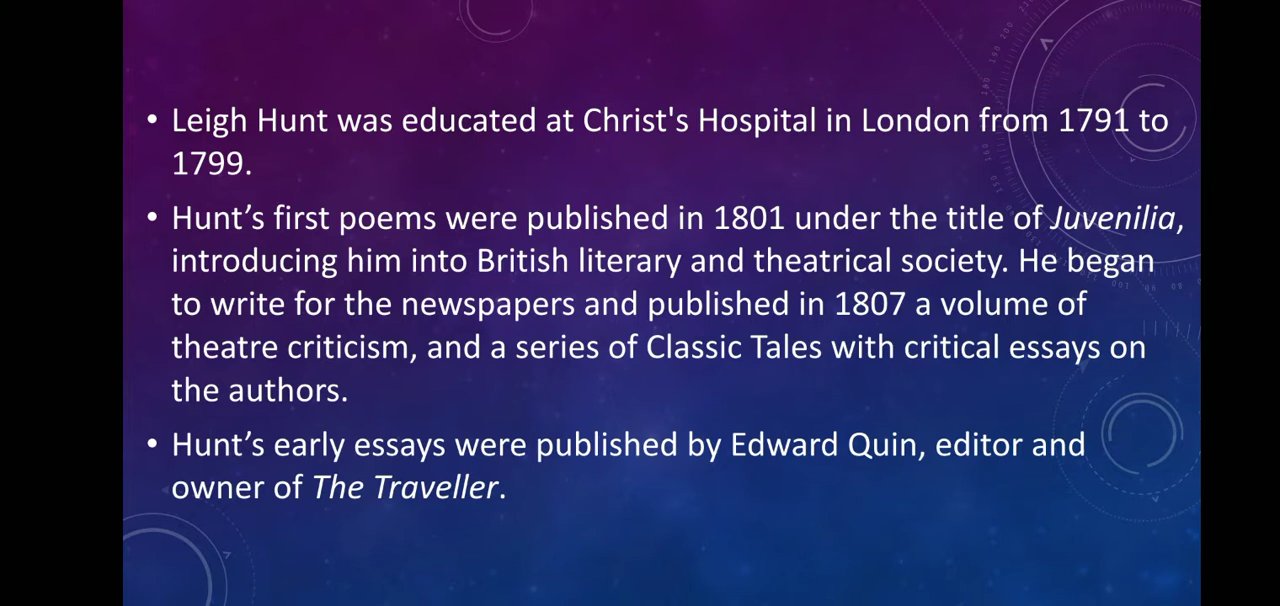 • Leigh Hunt was educated at Christ's Hospital in London from 1791 to
1799.
• Hunt’s first poems were published in 1801 under the title of Juvenilia,
introducing him into British literary and theatrical society. He began
to write for the newspapers and published in 1807 a volume of
theatre criticism, and a series of Classic Tales with critical essays on
the authors.
• Hunt’s early essays were published by Edward Quin, editor and
owner of The Traveller.